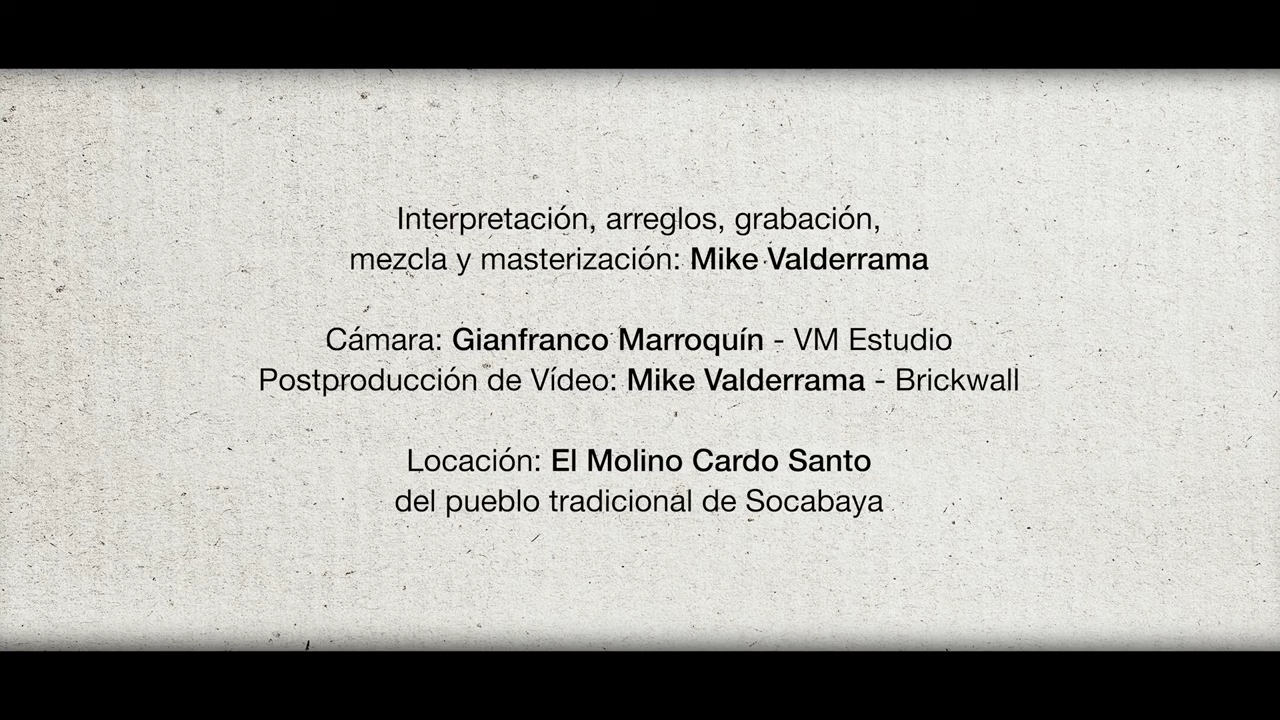 Interpretación, arreglos, grabación,
mezcla y masterización: Mike Valderrama
Cámara: Gianfranco Marroquín - VM Estudio
Postproducción de Vídeo: Mike Valderrama - Brickwall
Locación: El Molino Cardo Santo
del pueblo tradicional de Socabaya